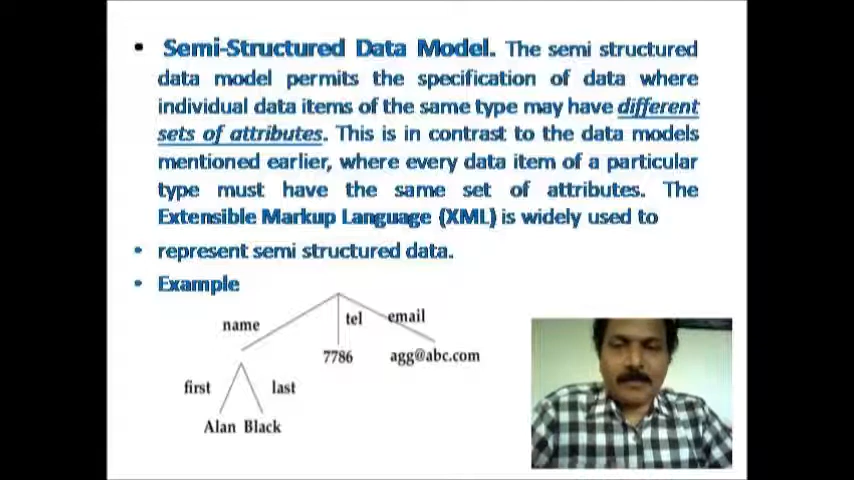 • Semi-Structured Data Model. The semi structured
data model permits the specification of data where
individual data items of the same type may have different
sets of attributes. This is in contrast to the data models
mentioned earlier, where every data item of a particular
type must have the same set of attributes. The
Extensible Markup Language (XML) is widely used to
• represent semi structured data.
• Example
name tel email
7786 agg@abc.com
first last
Alan Black